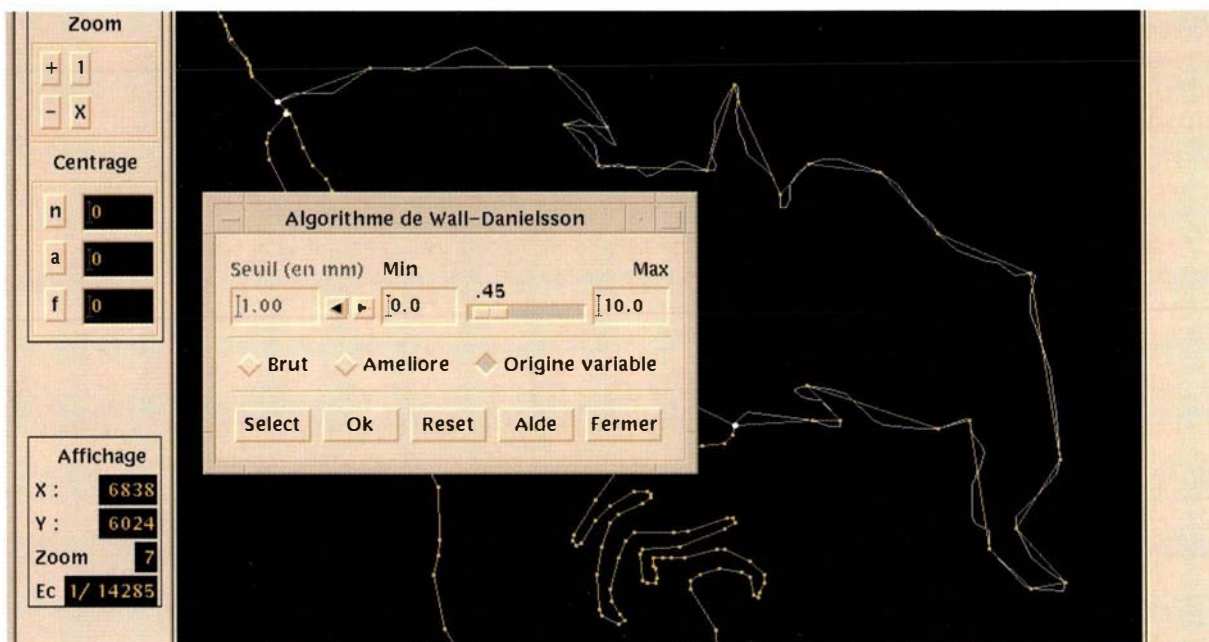 Zoom
+ 1
- X
Centrage
n 0
a 0
f 0
Affichage
X : 6838
Y : 6024
Zoom 7
Ec 1/ 14285
Algorithme de Wall-Danielsson
Seuil (en mm) Min Max
1.00 0.0 .45 10.0
Brut Ameliore Origine variable
Select Ok Reset Alde Fermer